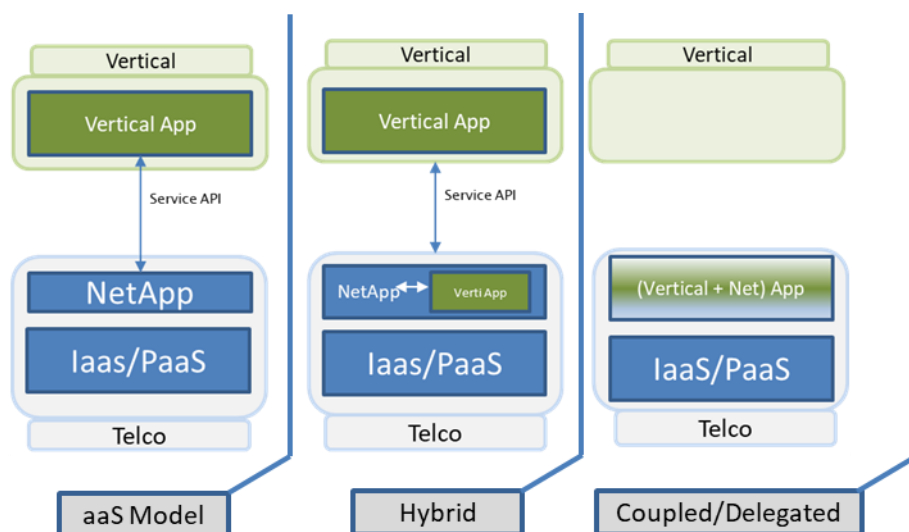 Vertical
Vertical App
Service API
NetApp
Iaas/PaaS
Telco
aaS Model
Vertical
Vertical App
Service API
NetApp
Verti App
Iaas/PaaS
Telco
Hybrid
Vertical
(Vertical + Net) App
IaaS/PaaS
Telco
Coupled/Delegated